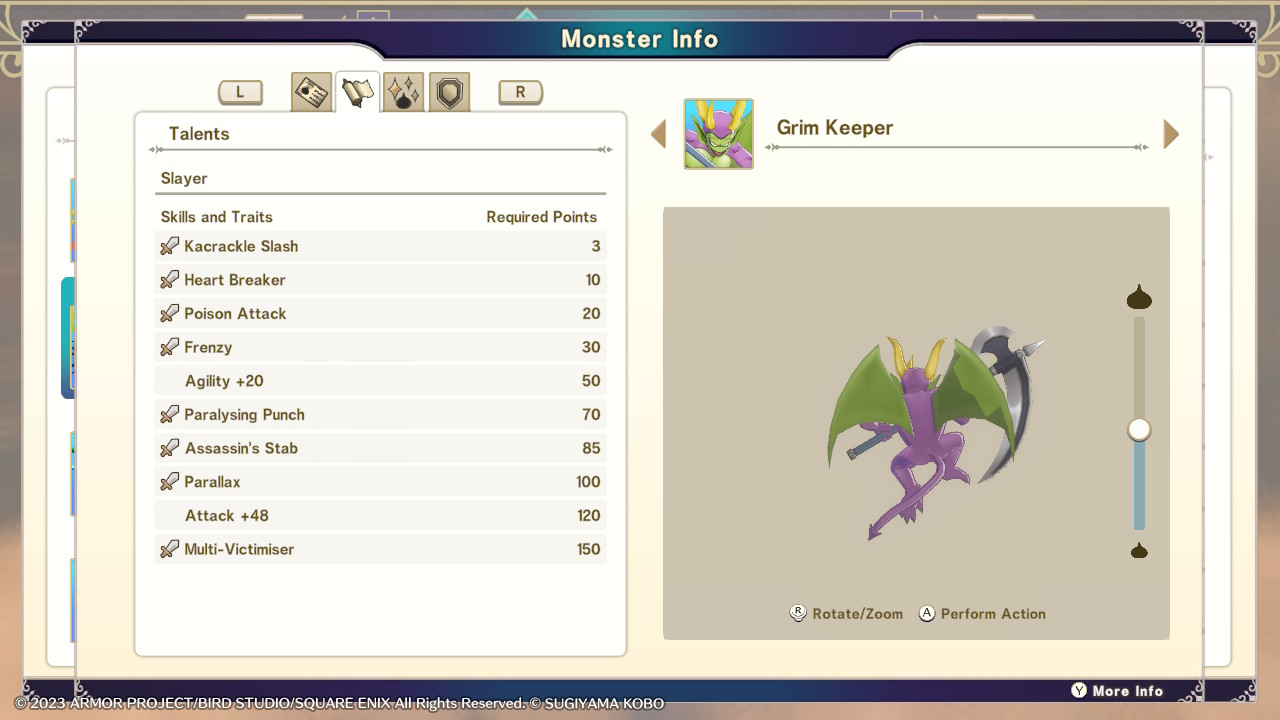 Monster Info
L
R
Talents
Slayer
Skills and Traits Required Points
Kacrackle Slash 3
Heart Breaker 10
Poison Attack 20
Frenzy 30
Agility +20 50
Paralysing Punch 70
Assassin's Stab 85
Parallax 100
Attack +48 120
Multi-Victimiser 150
Grim Keeper
R Rotate/Zoom A Perform Action
Y More Info
© 2023 ARMOR PROJECT/BIRD STUDIO/SQUARE ENIX All Rights Reserved. © SUGIYAMA KOBO